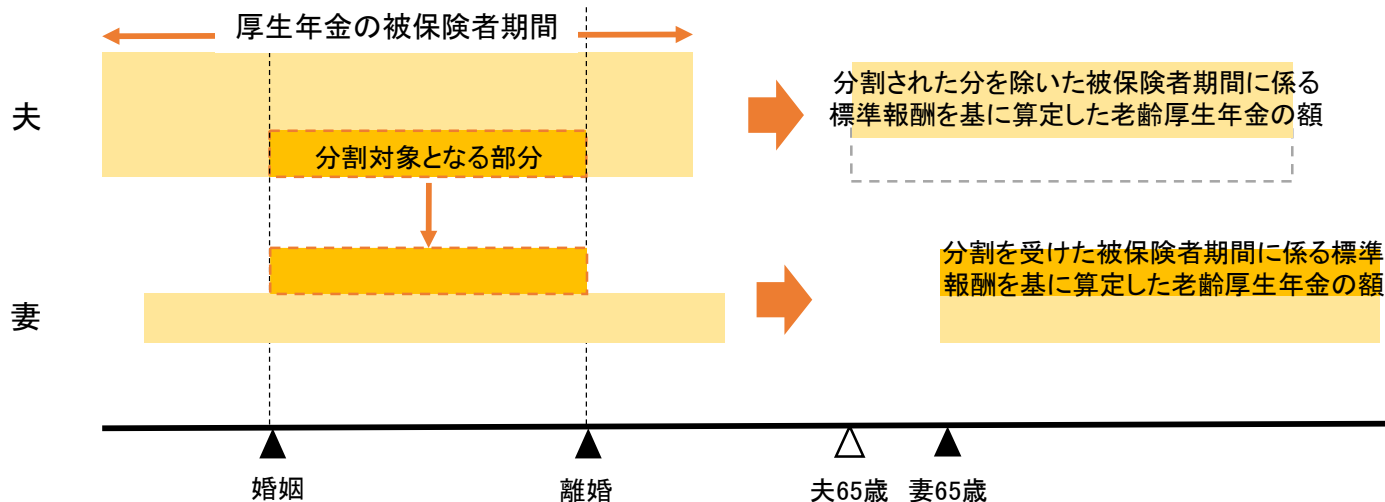 厚生年金の被保険者期間
夫
分割対象となる部分
分割された分を除いた被保険者期間に係る
標準報酬を基に算定した老齢厚生年金の額
妻
分割を受けた被保険者期間に係る標準
報酬を基に算定した老齢厚生年金の額
婚姻
離婚
夫65歳
妻65歳